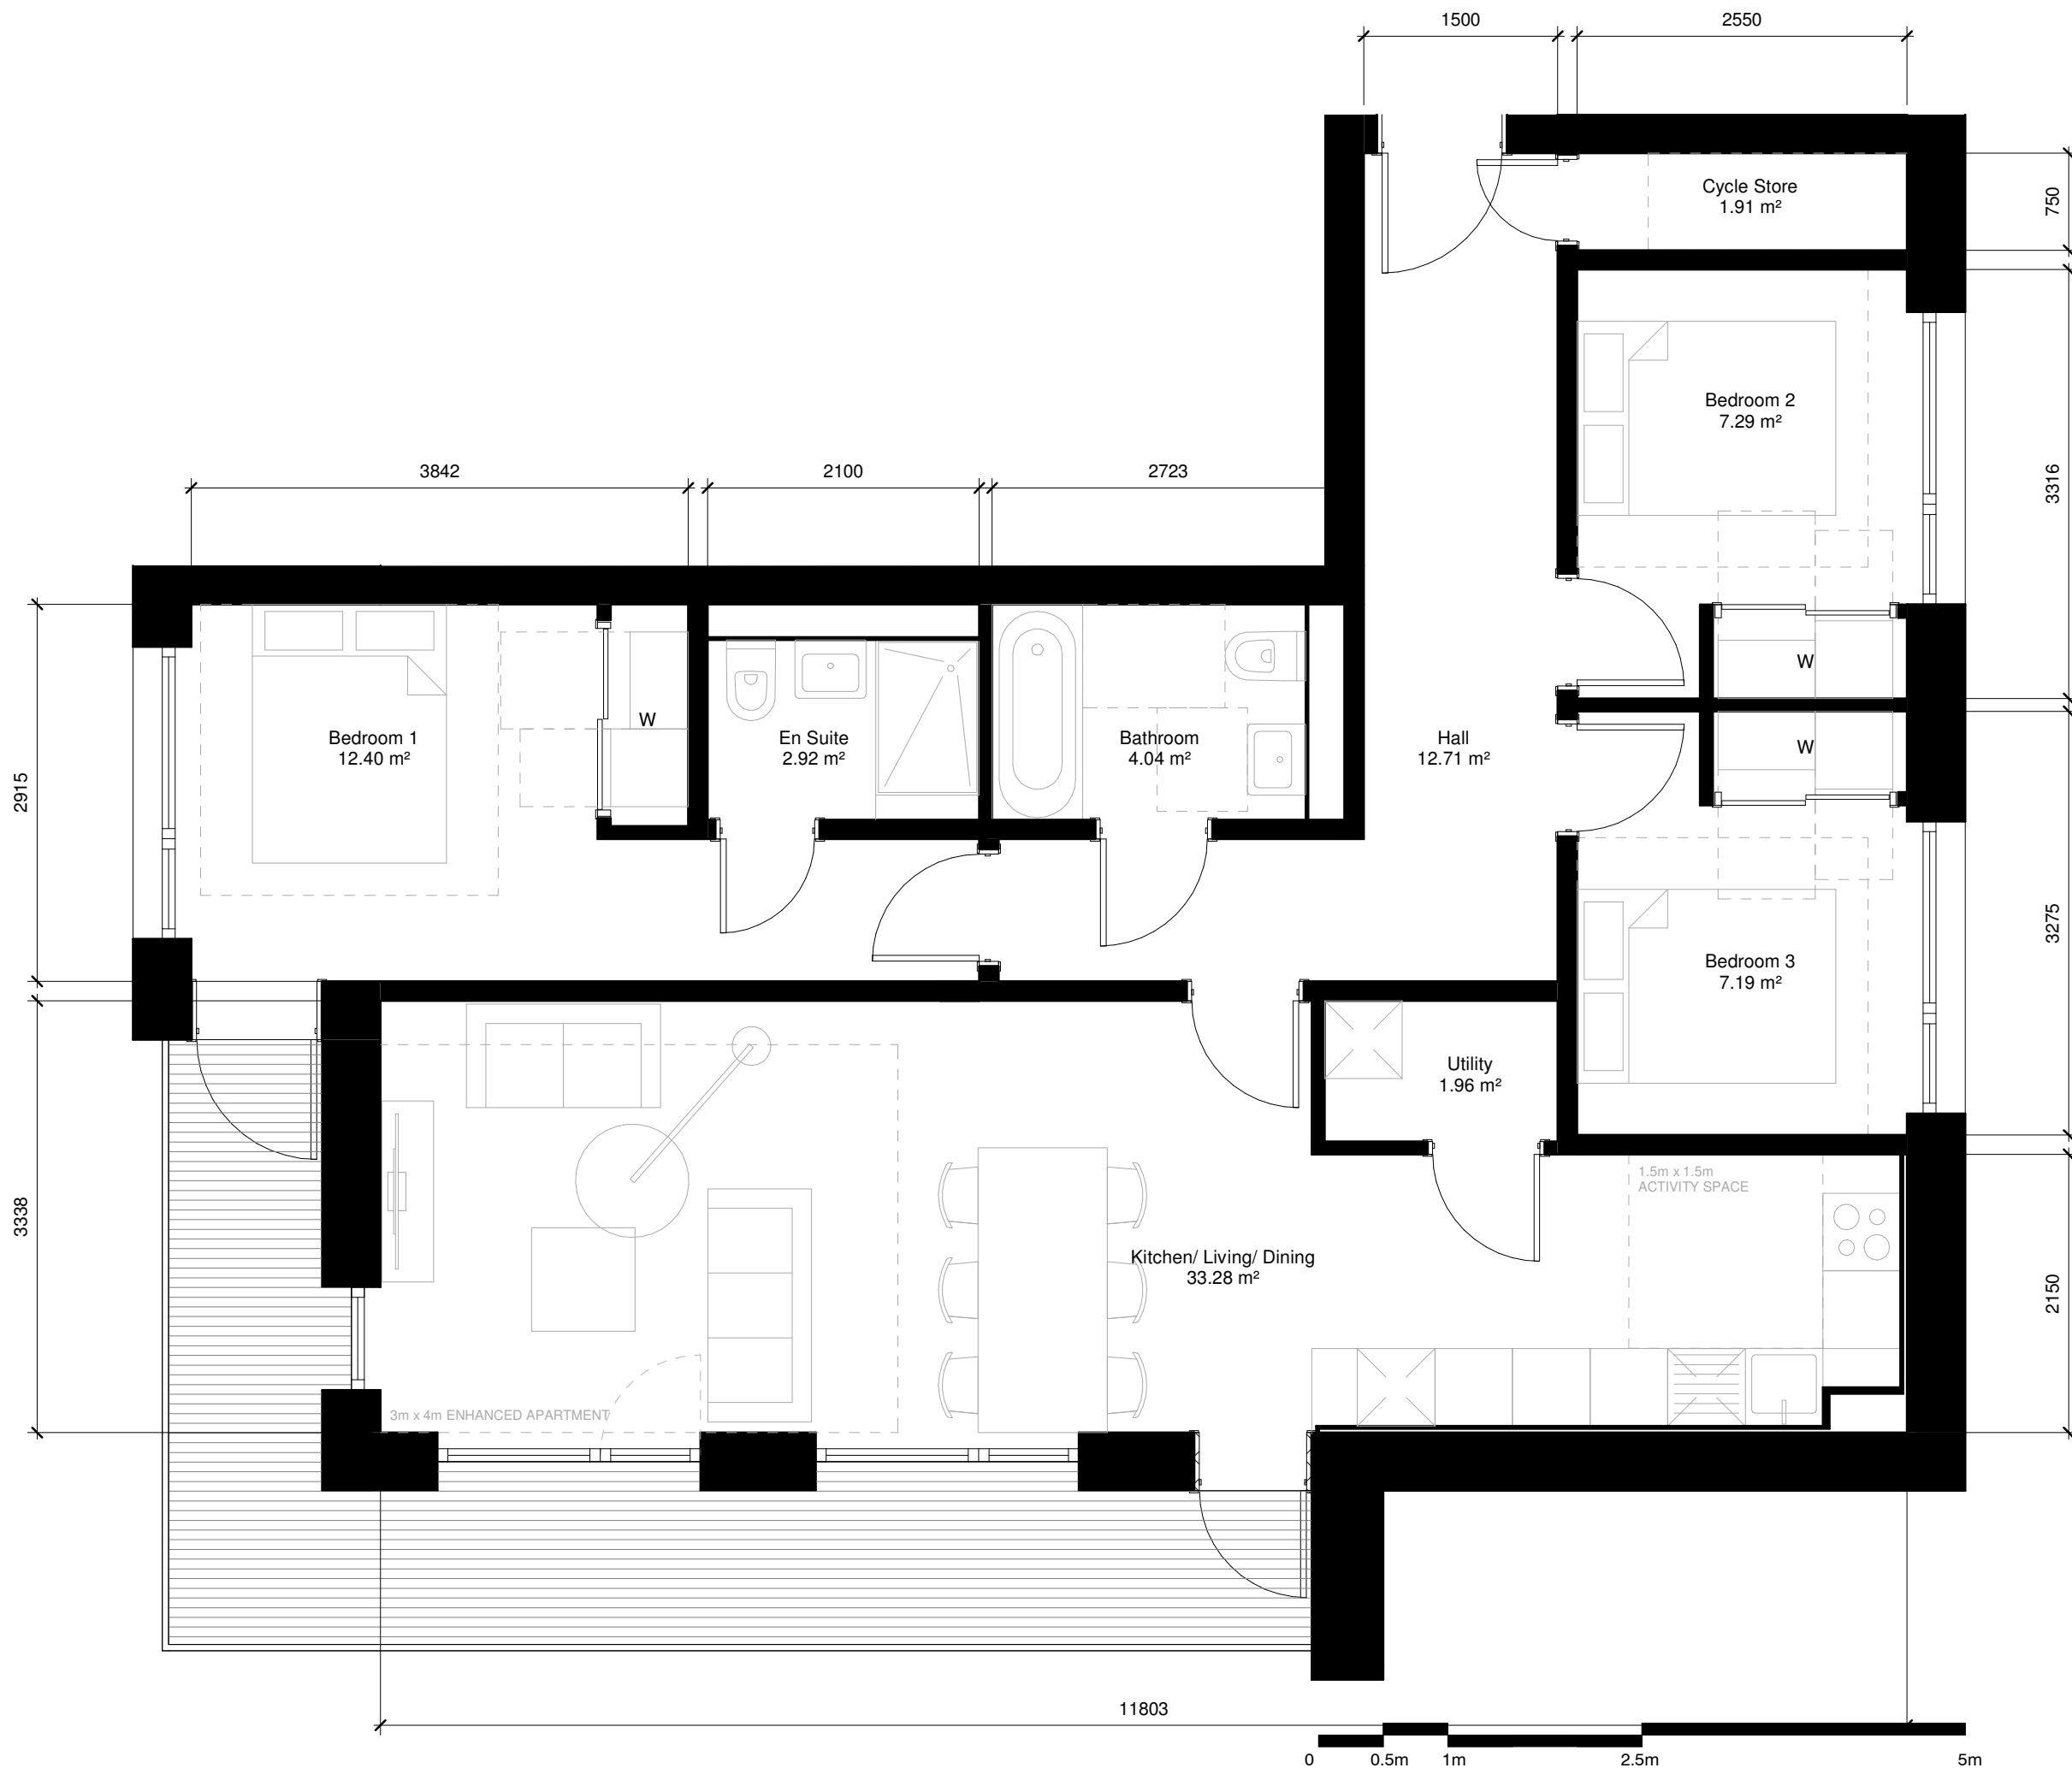 1500
2550
Cycle Store
1.91 m²
750
Bedroom 2
7.29 m²
3316
3842
2100
2723
W
W
W
Bedroom 1
12.40 m²
En Suite
2.92 m²
Bathroom
4.04 m²
Hall
12.71 m²
2915
Bedroom 3
7.19 m²
3275
Utility
1.96 m²
1.5m x 1.5m
ACTIVITY SPACE
3338
Kitchen/ Living/ Dining
33.28 m²
2150
3m x 4m ENHANCED APARTMENT
11803
0
0.5m
1m
2.5m
5m